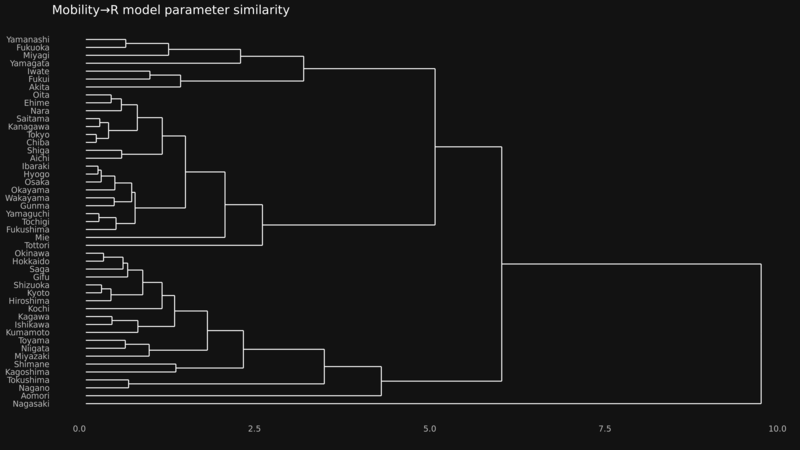 Mobility→R model parameter similarity
Yamanashi
Fukuoka
Miyagi
Yamagata
Iwate
Fukui
Akita
Oita
Ehime
Nara
Saitama
Kanagawa
Tokyo
Chiba
Shiga
Aichi
Ibaraki
Hyogo
Osaka
Okayama
Wakayama
Gunma
Yamaguchi
Tochigi
Fukushima
Mie
Tottori
Okinawa
Hokkaido
Saga
Gifu
Shizuoka
Kyoto
Hiroshima
Kochi
Kagawa
Ishikawa
Kumamoto
Toyama
Niigata
Miyazaki
Shimane
Kagoshima
Tokushima
Nagano
Aomori
Nagasaki
0.0 2.5 5.0 7.5 10.0